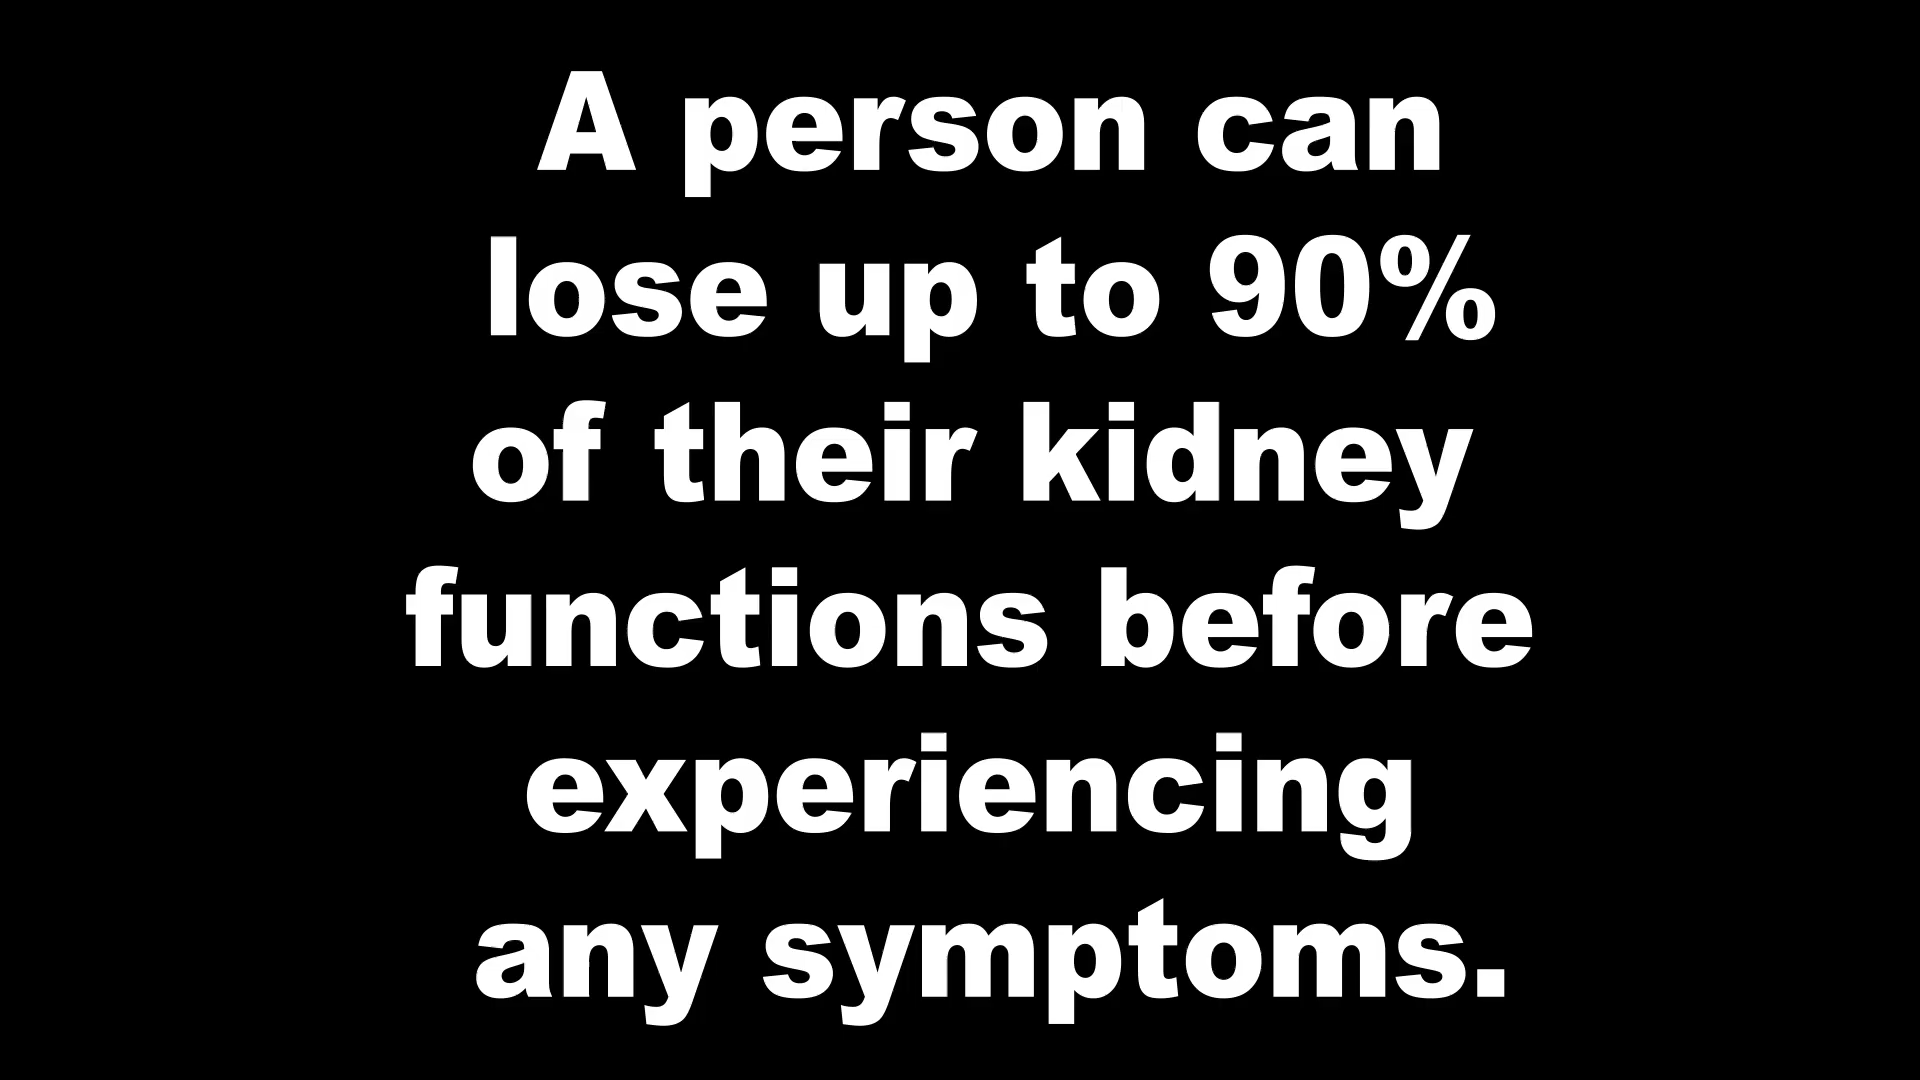 A person can
lose up to 90%
of their kidney
functions before
experiencing
any symptoms.